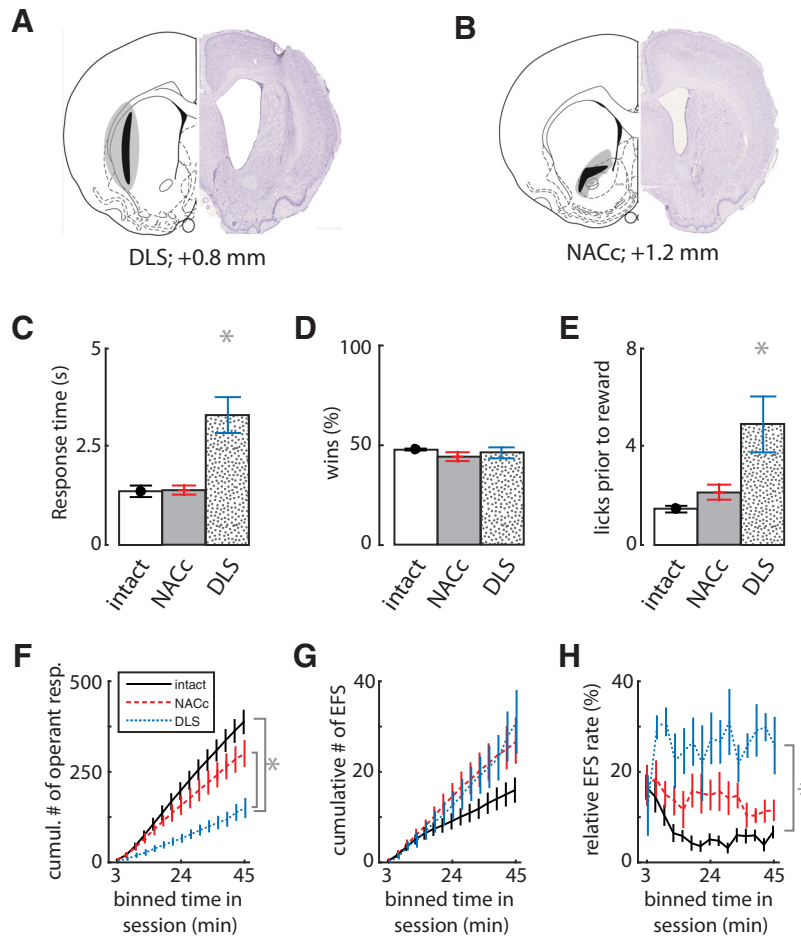 A
B
DLS; +0.8 mm
NACc; +1.2 mm
C
Response time (s)
5
2.5
0
*
intact
NACc
DLS
D
wins (%)
100
50
0
intact
NACc
DLS
E
licks prior to reward
8
4
0
*
intact
NACc
DLS
F
cumul. # of operant resp.
500
250
0
intact
NACc
DLS
*
3
24
45
binned time in
session (min)
G
cumulative # of EFS
40
20
0
3
24
45
binned time in
session (min)
H
relative EFS rate (%)
40
20
0
*
3
24
45
binned time in
session (min)